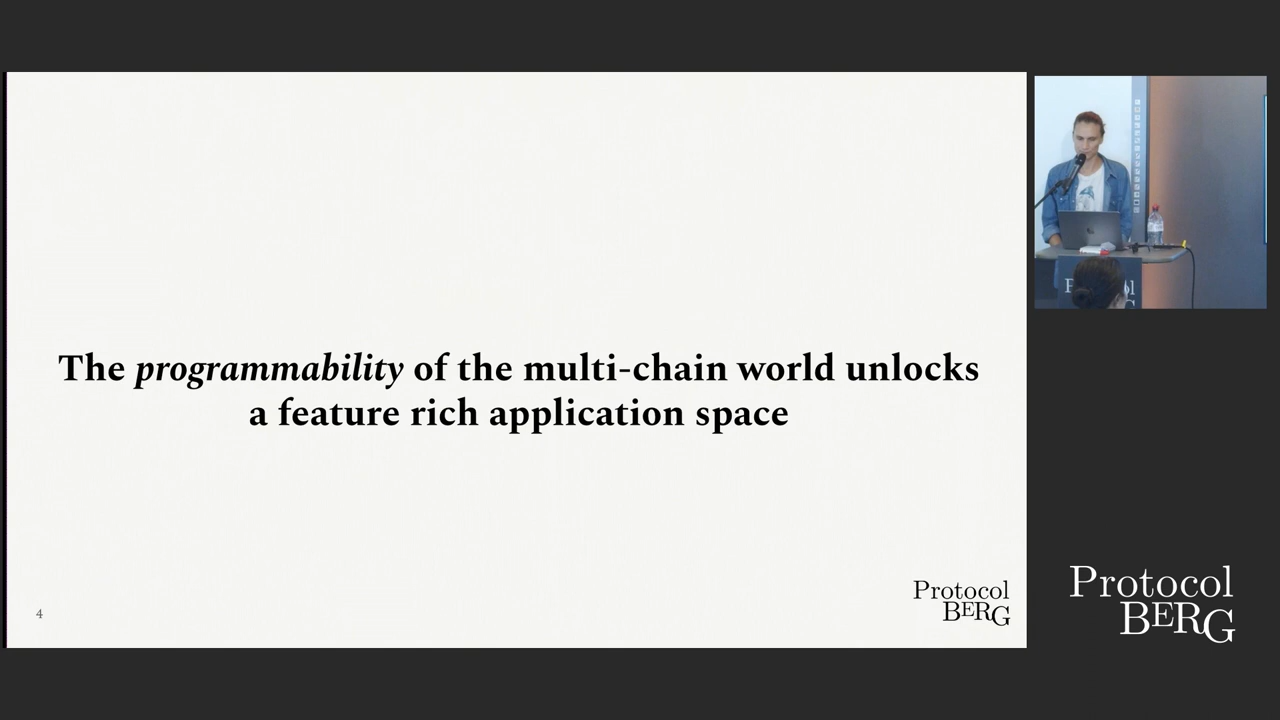 The programmability of the multi-chain world unlocks
a feature rich application space
4
Protocol
BERG
Protocol
BERG